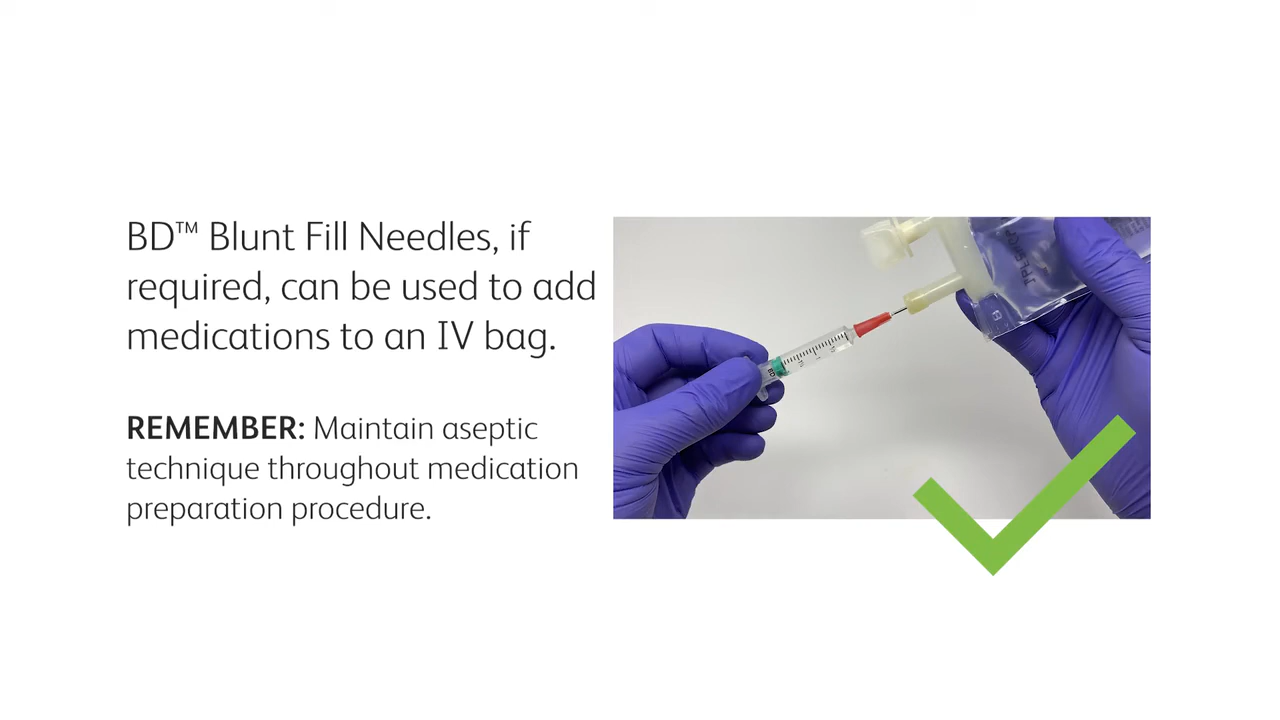 BD™ Blunt Fill Needles, if
required, can be used to add
medications to an IV bag.
REMEMBER: Maintain aseptic
technique throughout medication
preparation procedure.
BD